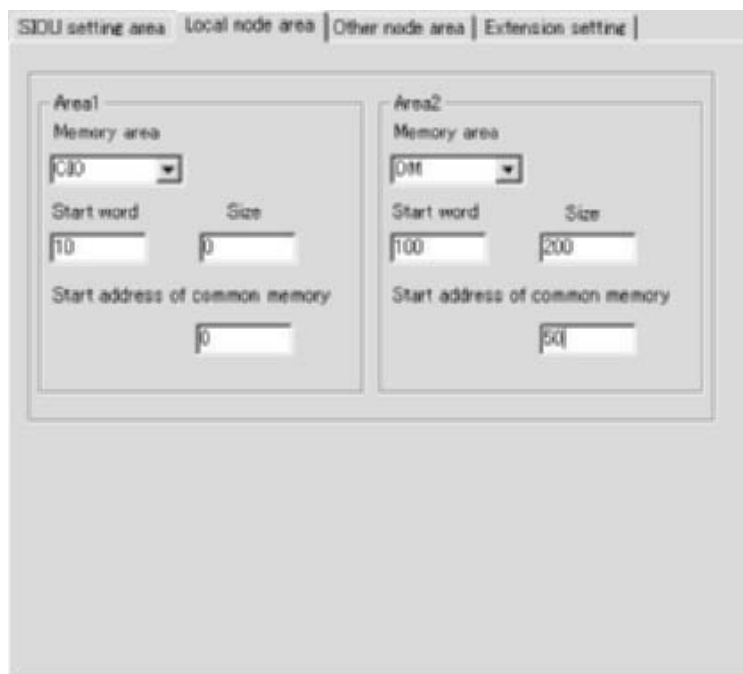 SIOU setting area Local node area Other node area Extension setting
Area1
Memory area
CIO
Start word Size
10 0
Start address of common memory
0
Area2
Memory area
DM
Start word Size
100 200
Start address of common memory
50